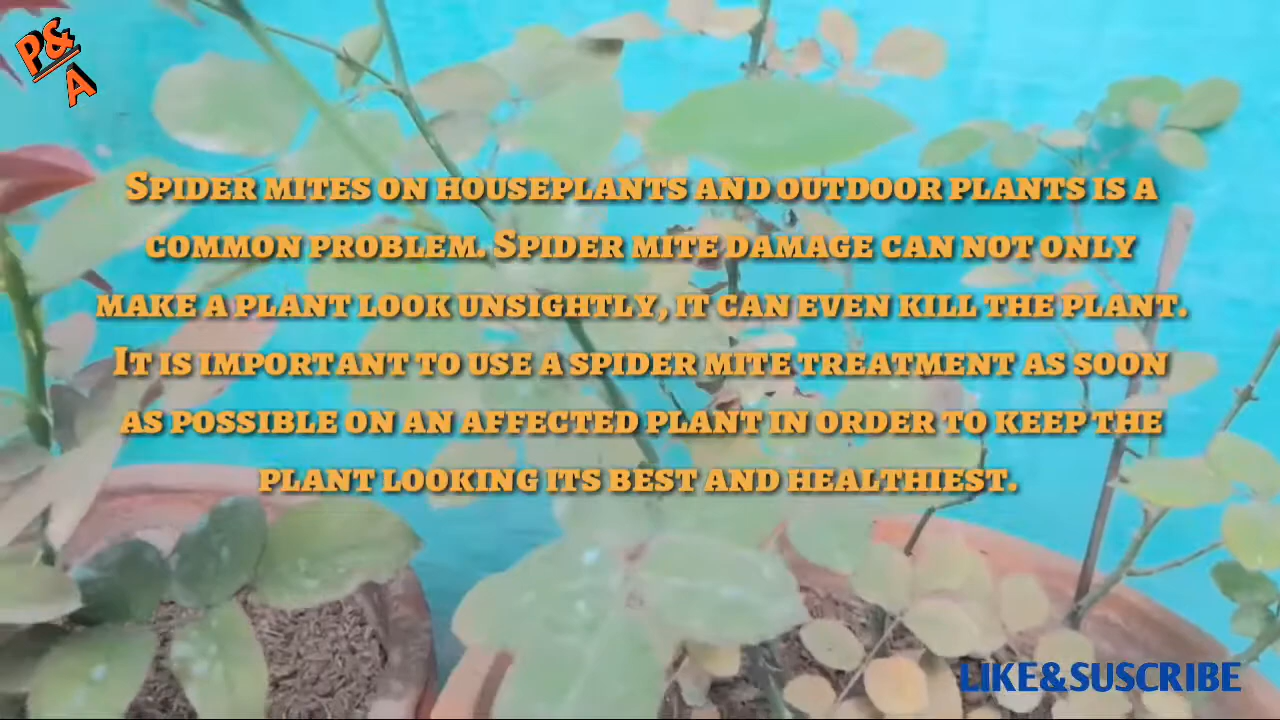 P&
A
Spider mites on houseplants and outdoor plants is a
common problem. Spider mite damage can not only
make a plant look unsightly, it can even kill the plant.
It is important to use a spider mite treatment as soon
as possible on an affected plant in order to keep the
plant looking its best and healthiest.
LIKE&SUSCRIBE